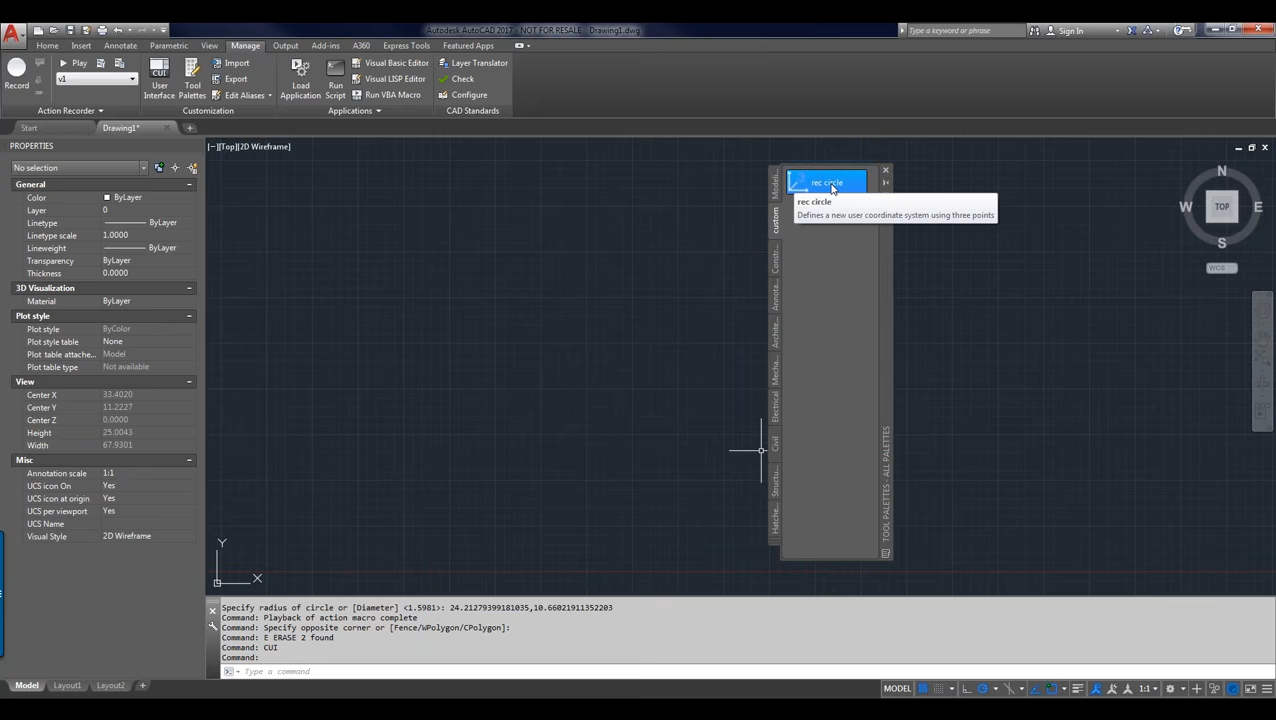 Autodesk AutoCAD 2017 - NOT FOR RESALE   Drawing1.dwg
Type a keyword or phrase
Sign In
Home Insert Annotate Parametric View Manage Output Add-ins A360 Express Tools Featured Apps
Record
Play
v1
CUI
User Interface
Tool Palettes
Import
Export
Edit Aliases
Load Application
Run Script
Visual Basic Editor
Visual LISP Editor
Run VBA Macro
Layer Translator
Check
Configure
Action Recorder
Customization
Applications
CAD Standards
Start
Drawing1*
PROPERTIES
[−][Top][2D Wireframe]
No selection
General
Color ByLayer
Layer 0
Linetype ByLayer
Linetype scale 1.0000
Lineweight ByLayer
Transparency ByLayer
Thickness 0.0000
3D Visualization
Material ByLayer
Plot style
Plot style ByColor
Plot style table None
Plot table attache... Model
Plot table type Not available
View
Center X 33.4020
Center Y 11.2227
Center Z 0.0000
Height 25.0043
Width 67.9301
Misc
Annotation scale 1:1
UCS icon On Yes
UCS icon at origin Yes
UCS per viewport Yes
UCS Name
Visual Style 2D Wireframe
rec circle
rec circle
Defines a new user coordinate system using three points
Modeli...
custom
Constr...
Annota...
Archite...
Mecha...
Electrical
Civil
Structu...
Hatche...
TOOL PALETTES - ALL PALETTES
N
W TOP E
S
WCS
Y
X
Specify radius of circle or [Diameter] <1.5981>: 24.21279399181035,10.66021911352203
Command: Playback of action macro complete
Command: Specify opposite corner or [Fence/WPolygon/CPolygon]:
Command: E ERASE 2 found
Command: CUI
Command:
Type a command
Model Layout1 Layout2
MODEL
1:1